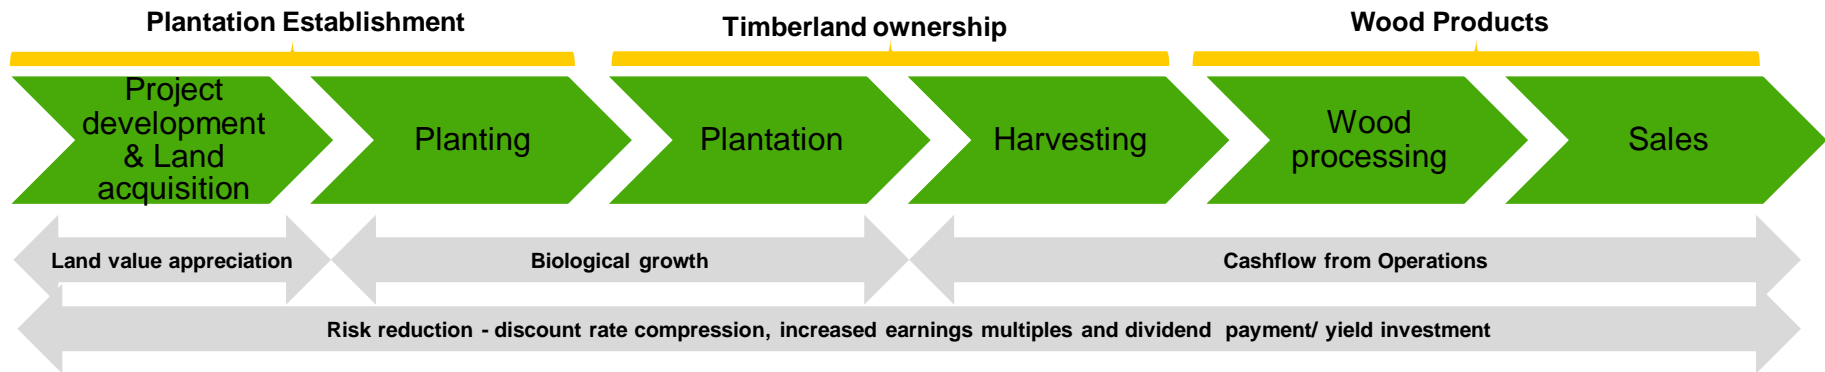 Plantation Establishment
Timberland ownership
Wood Products
Project
development
& Land
acquisition
Planting
Plantation
Harvesting
Wood
processing
Sales
Land value appreciation
Biological growth
Cashflow from Operations
Risk reduction - discount rate compression, increased earnings multiples and dividend payment/ yield investment